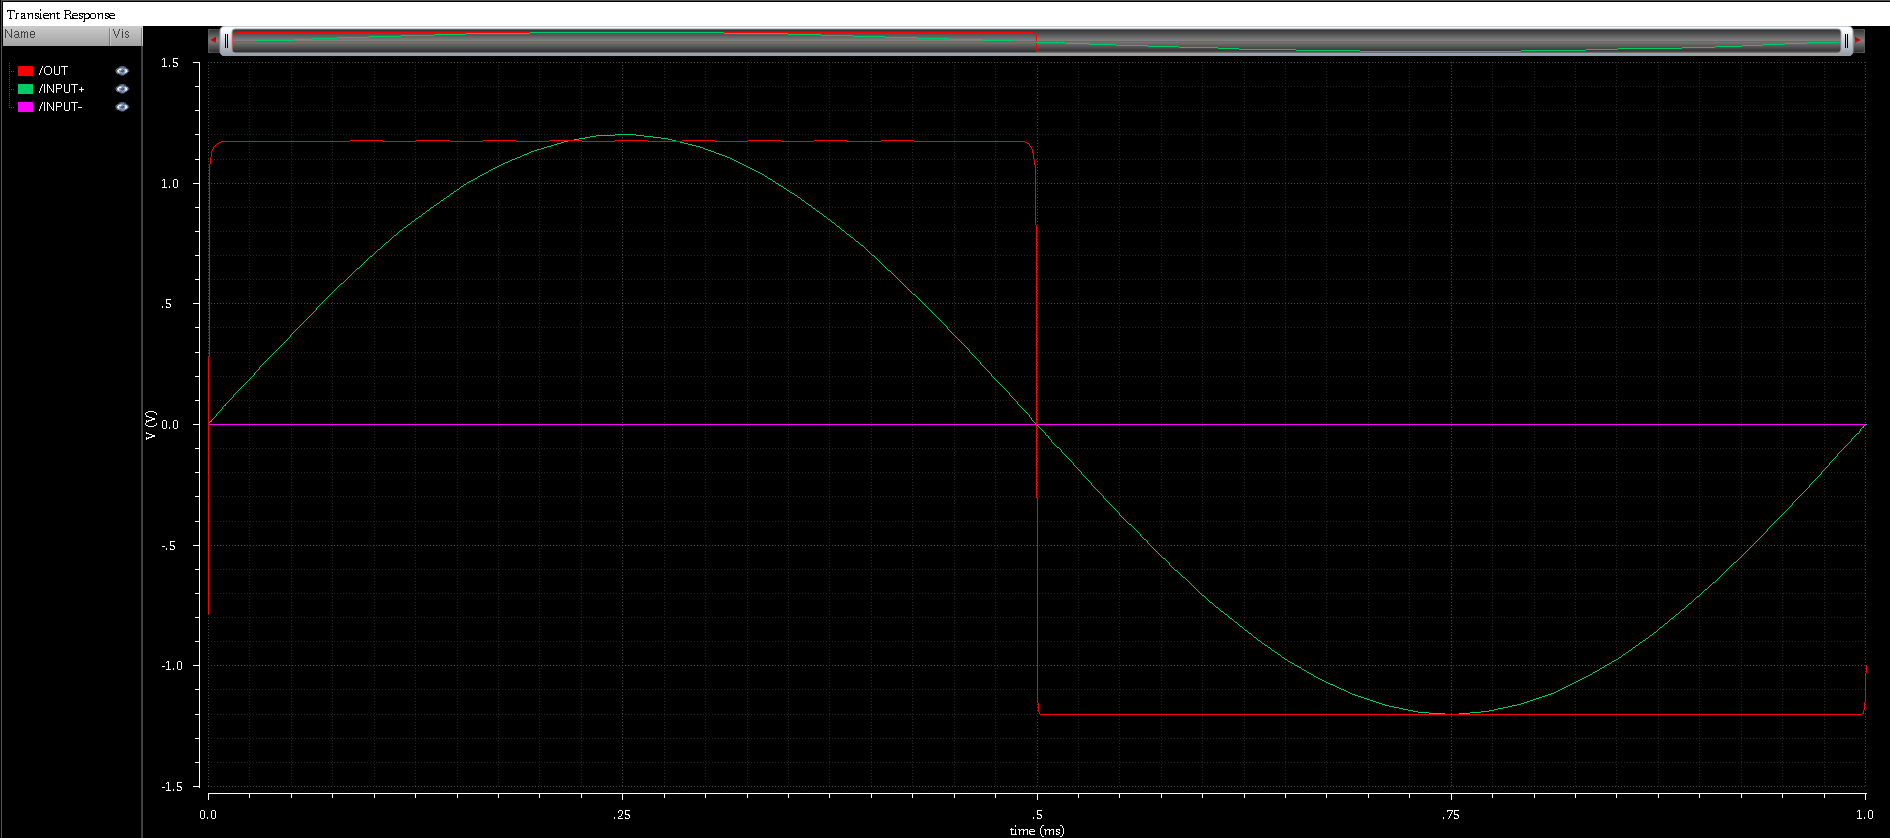 Transient Response
Name Vis
/OUT
/INPUT+
/INPUT-
1.5
1.0
.5
0.0
-.5
-1.0
-1.5
V (V)
0.0 .25 .5 .75 1.0
time (ms)